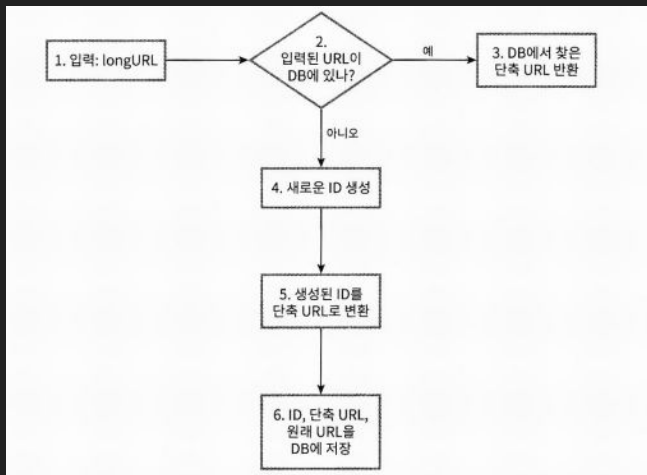 1. 입력: longURL
2.
입력된 URL이
DB에 있나?
예
3. DB에서 찾은
단축 URL 반환
아니오
4. 새로운 ID 생성
5. 생성된 ID를
단축 URL로 변환
6. ID, 단축 URL,
원래 URL을
DB에 저장